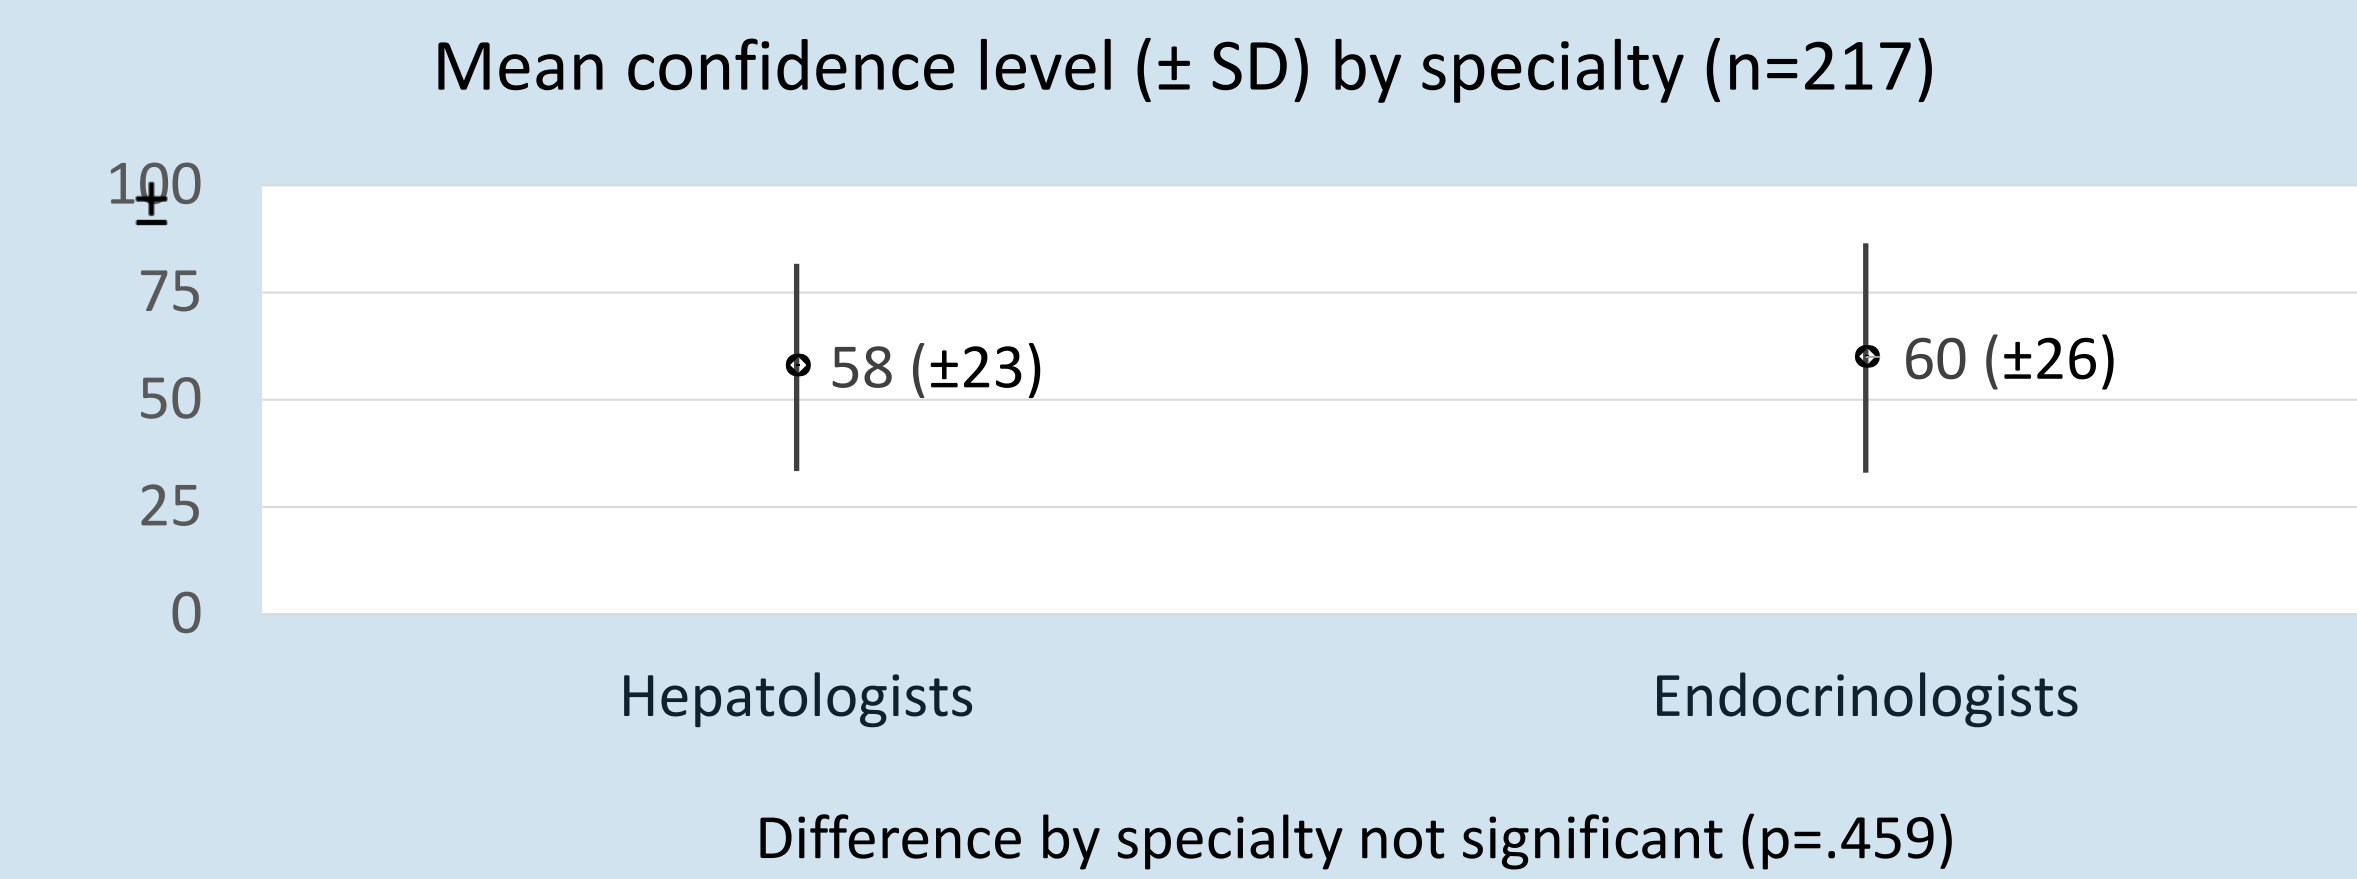 Mean confidence level (± SD) by specialty (n=217)
100
±
75
58 (±23)
60 (±26)
50
25
0
Hepatologists
Endocrinologists
Difference by specialty not significant (p=.459)